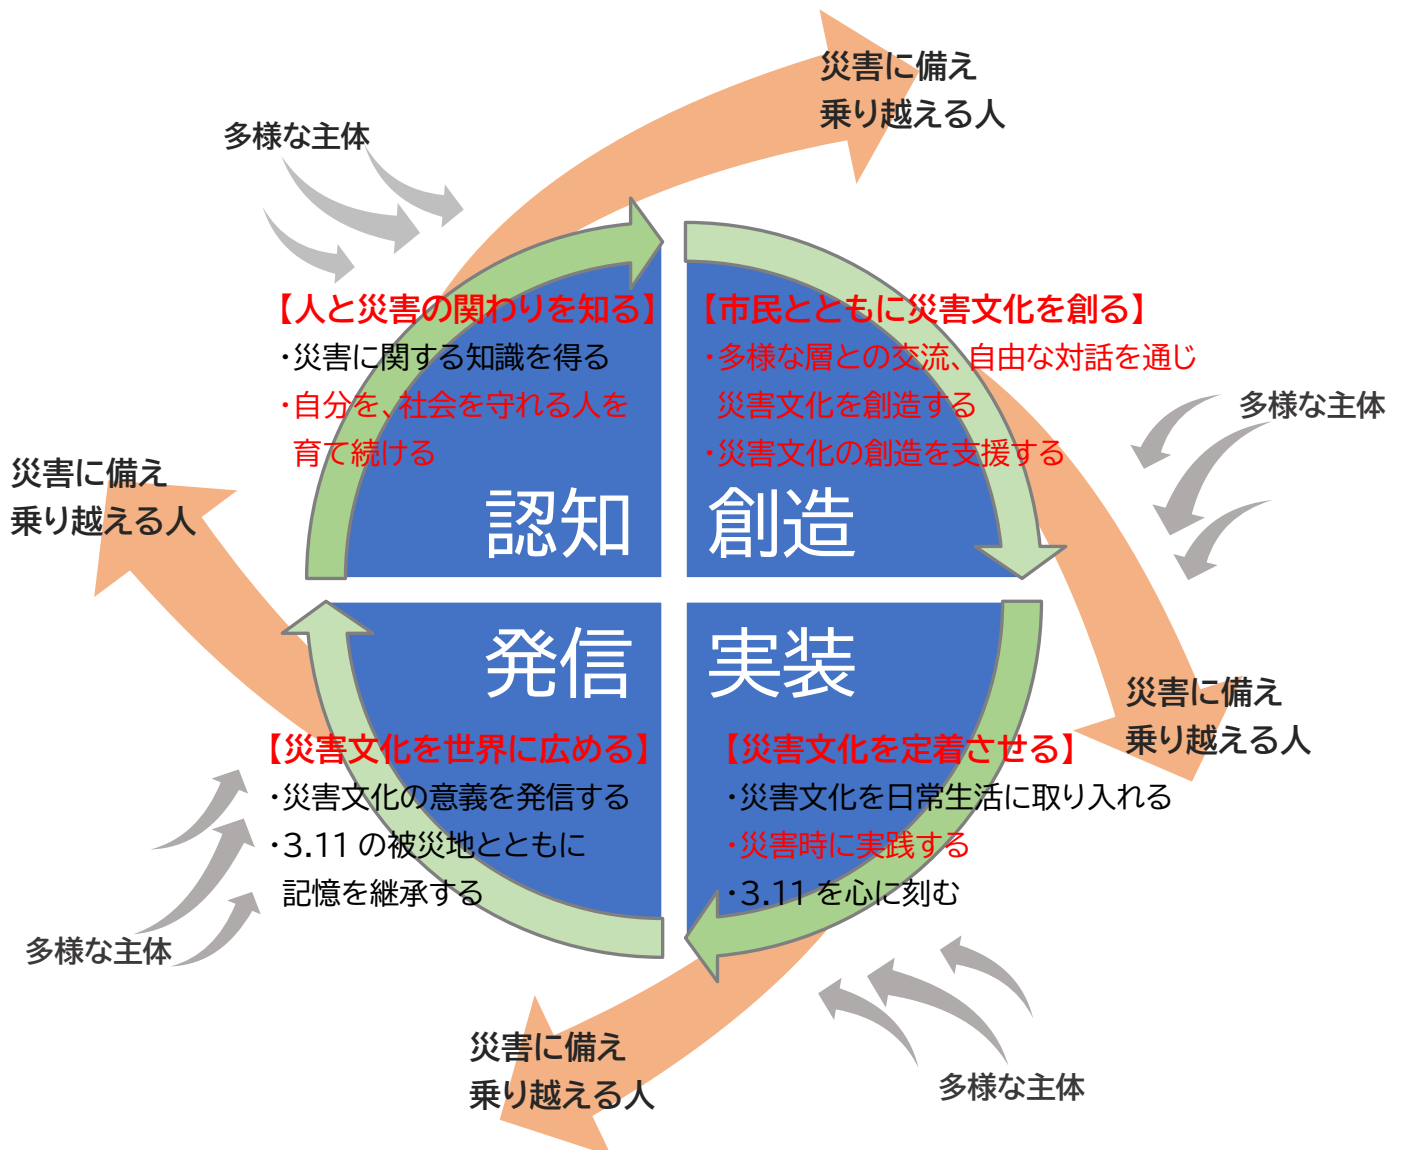 災害に備え
乗り越える人
多様な主体
【人と災害の関わりを知る】
・災害に関する知識を得る
・自分を、社会を守れる人を
育て続ける
認知
【市民とともに災害文化を創る】
・多様な層との交流、自由な対話を通じ
災害文化を創造する
・災害文化の創造を支援する
創造
多様な主体
災害に備え
乗り越える人
災害に備え
乗り越える人
発信
【災害文化を世界に広める】
・災害文化の意義を発信する
・3.11 の被災地とともに
記憶を継承する
実装
【災害文化を定着させる】
・災害文化を日常生活に取り入れる
・災害時に実践する
・3.11 を心に刻む
多様な主体
災害に備え
乗り越える人
多様な主体